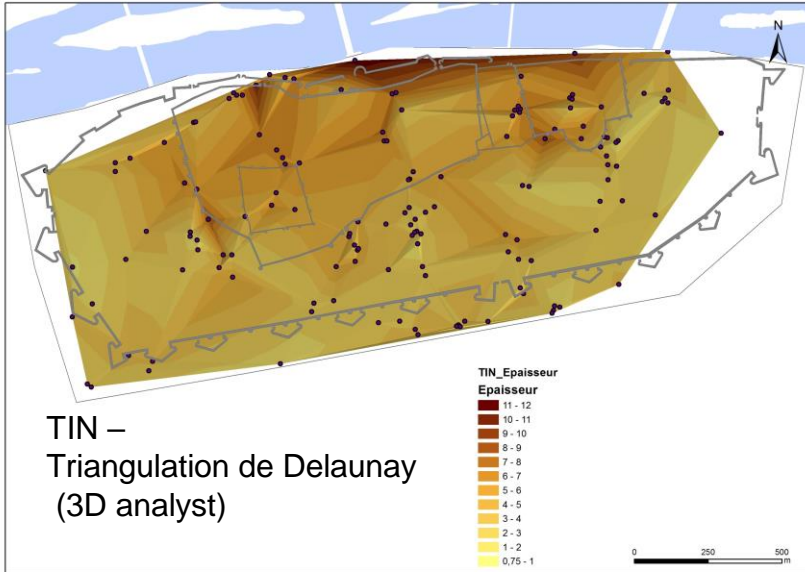 N
TIN –
Triangulation de Delaunay
(3D analyst)
TIN_Epaisseur
Epaisseur
11 - 12
10 - 11
9 - 10
8 - 9
7 - 8
6 - 7
5 - 6
4 - 5
3 - 4
2 - 3
1 - 2
0,75 - 1
0 250 500
m